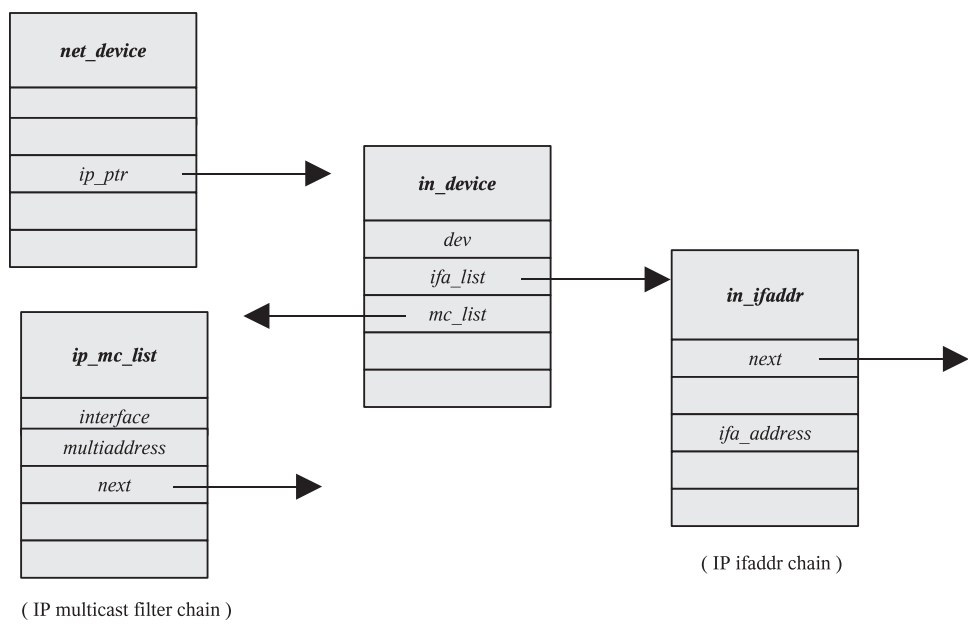 net_device
ip_ptr
in_device
dev
ifa_list
mc_list
in_ifaddr
next
ifa_address
( IP ifaddr chain )
ip_mc_list
interface
multiaddress
next
( IP multicast filter chain )